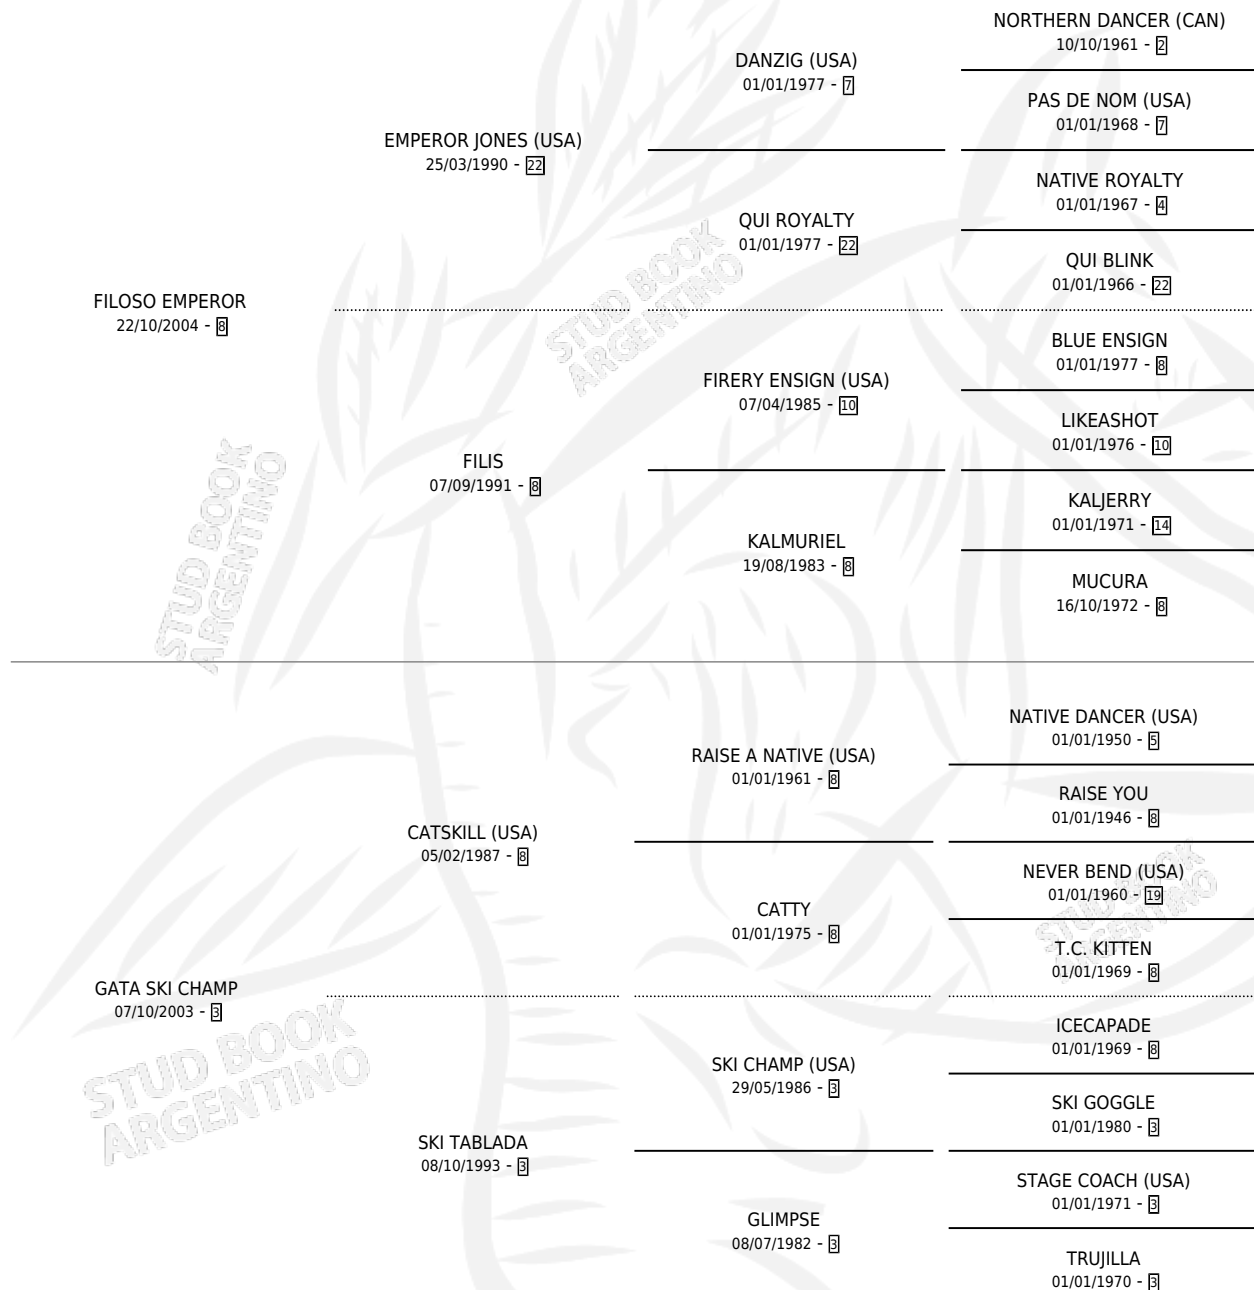 NORTHERN DANCER (CAN)
10/10/1961 - 2
DANZIG (USA)
01/01/1977 - 7
PAS DE NOM (USA)
01/01/1968 - 7
EMPEROR JONES (USA)
25/03/1990 - 22
NATIVE ROYALTY
01/01/1967 - 4
QUI ROYALTY
01/01/1977 - 22
QUI BLINK
01/01/1966 - 22
FILOSO EMPEROR
22/10/2004 - 8
BLUE ENSIGN
01/01/1977 - 8
FIRERY ENSIGN (USA)
07/04/1985 - 10
LIKEASHOT
01/01/1976 - 10
FILIS
07/09/1991 - 8
KALJERRY
01/01/1971 - 14
KALMURIEL
19/08/1983 - 8
MUCURA
16/10/1972 - 8
NATIVE DANCER (USA)
01/01/1950 - 5
RAISE A NATIVE (USA)
01/01/1961 - 8
RAISE YOU
01/01/1946 - 8
CATSKILL (USA)
05/02/1987 - 8
NEVER BEND (USA)
01/01/1960 - 19
CATTY
01/01/1975 - 8
T.C. KITTEN
01/01/1969 - 8
GATA SKI CHAMP
07/10/2003 - 3
ICECAPADE
01/01/1969 - 8
SKI CHAMP (USA)
29/05/1986 - 3
SKI GOGGLE
01/01/1980 - 3
SKI TABLADA
08/10/1993 - 3
STAGE COACH (USA)
01/01/1971 - 3
GLIMPSE
08/07/1982 - 3
TRUJILLA
01/01/1970 - 3
STUD BOOK
ARGENTINO
STUD BOOK
ARGENTINO
STUD BOOK
ARGENTINO
STUD BOOK
ARGENTINO